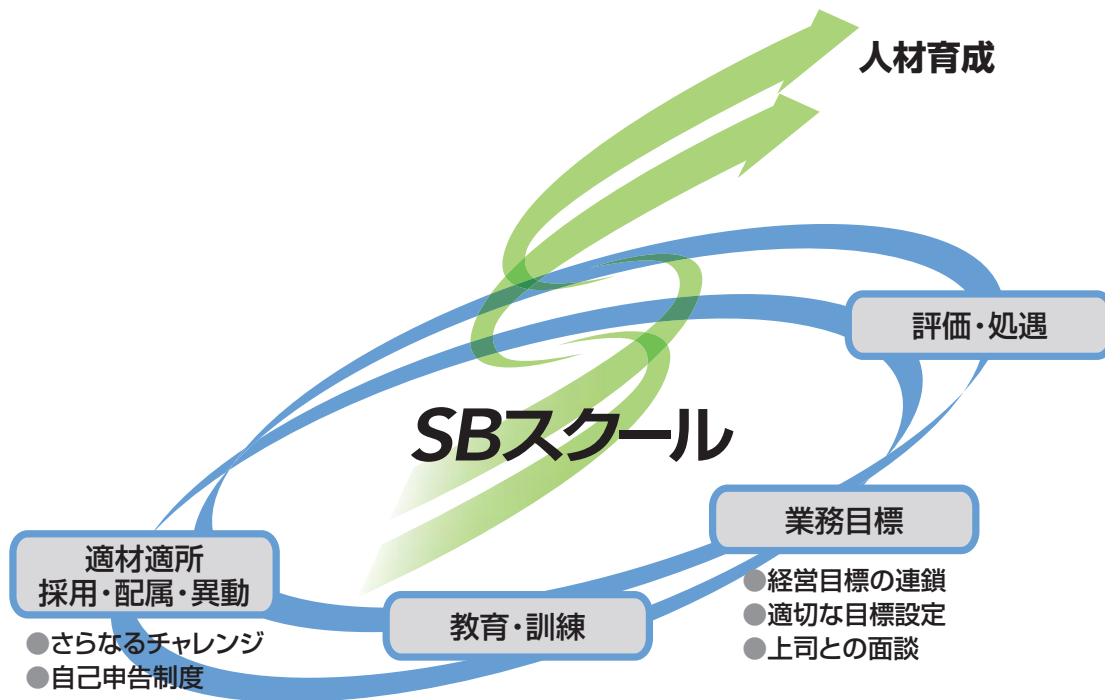 人材育成
評価・処遇
SBスクール
業務目標
●経営目標の連鎖
●適切な目標設定
●上司との面談
適材適所
採用・配属・異動
●さらなるチャレンジ
●自己申告制度
教育・訓練